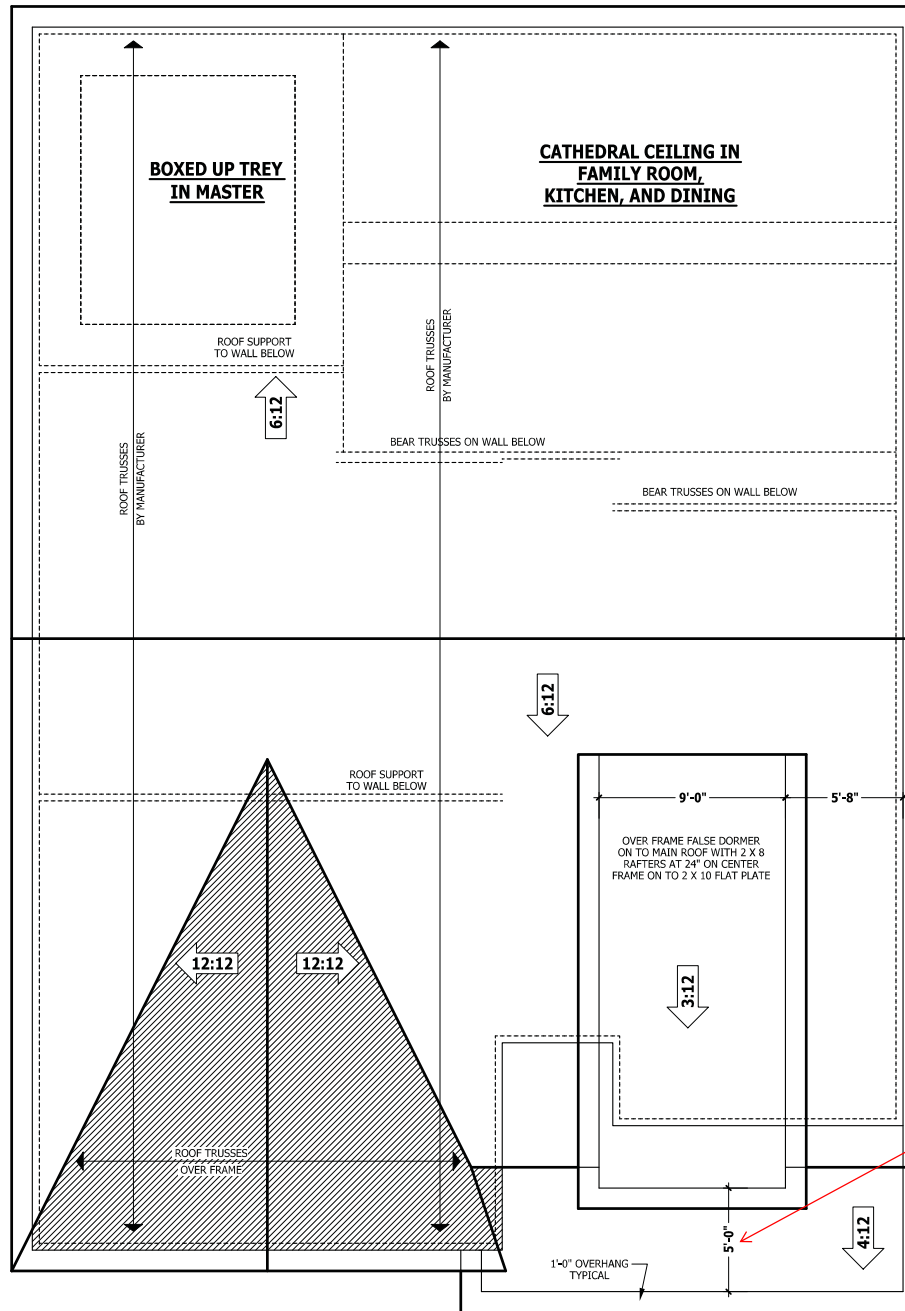 BOXED UP TREY
IN MASTER
CATHEDRAL CEILING IN
FAMILY ROOM,
KITCHEN, AND DINING
ROOF SUPPORT
TO WALL BELOW
ROOF TRUSSES
BY MANUFACTURER
6:12
BEAR TRUSSES ON WALL BELOW
ROOF TRUSSES
BY MANUFACTURER
BEAR TRUSSES ON WALL BELOW
6:12
ROOF SUPPORT
TO WALL BELOW
9'-0"
5'-8"
OVER FRAME FALSE DORMER
ON TO MAIN ROOF WITH 2 X 8
RAFTERS AT 24" ON CENTER
FRAME ON TO 2 X 10 FLAT PLATE
12:12
12:12
3:12
ROOF TRUSSES
OVER FRAME
5'-0"
4:12
1'-0" OVERHANG
TYPICAL